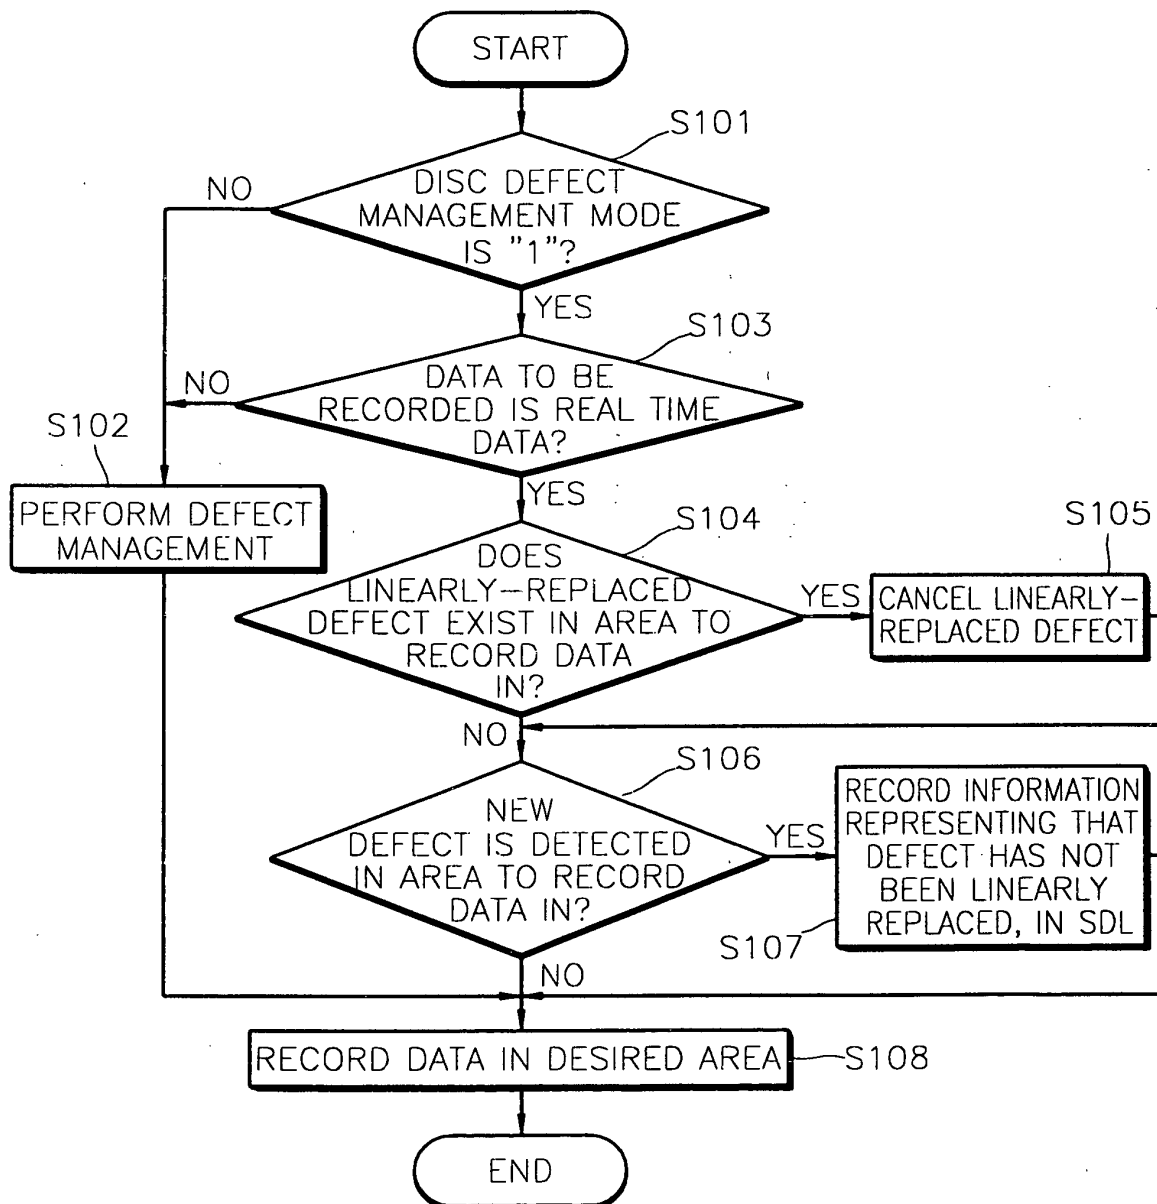 START
S101
NO
DISC DEFECT
MANAGEMENT MODE
IS "1"?
YES
S103
NO
DATA TO BE
RECORDED IS REAL TIME
DATA?
S102
PERFORM DEFECT
MANAGEMENT
YES
S104
DOES
LINEARLY-REPLACED
DEFECT EXIST IN AREA TO
RECORD DATA
IN?
YES
S105
CANCEL LINEARLY-
REPLACED DEFECT
NO
S106
NEW
DEFECT IS DETECTED
IN AREA TO RECORD
DATA IN?
YES
RECORD INFORMATION
REPRESENTING THAT
DEFECT HAS NOT
BEEN LINEARLY
REPLACED, IN SDL
S107
NO
RECORD DATA IN DESIRED AREA
S108
END